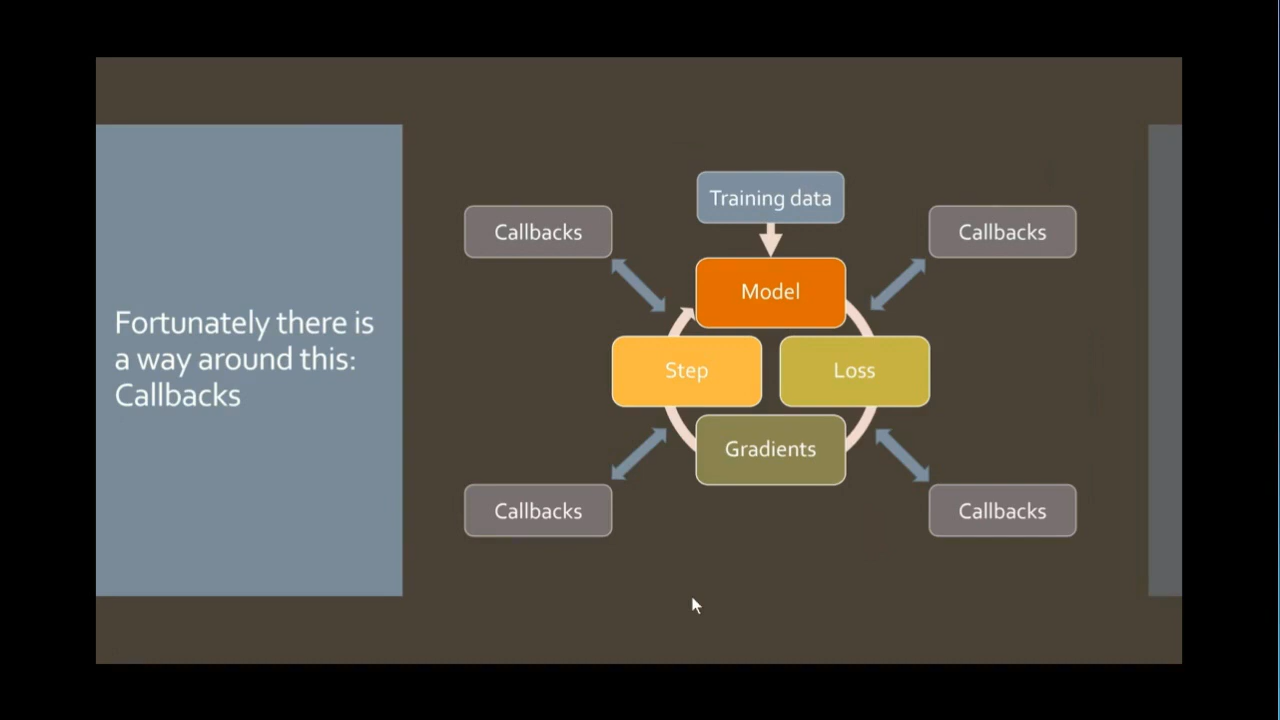 Fortunately there is
a way around this:
Callbacks
Training data
Callbacks
Callbacks
Model
Step
Loss
Gradients
Callbacks
Callbacks